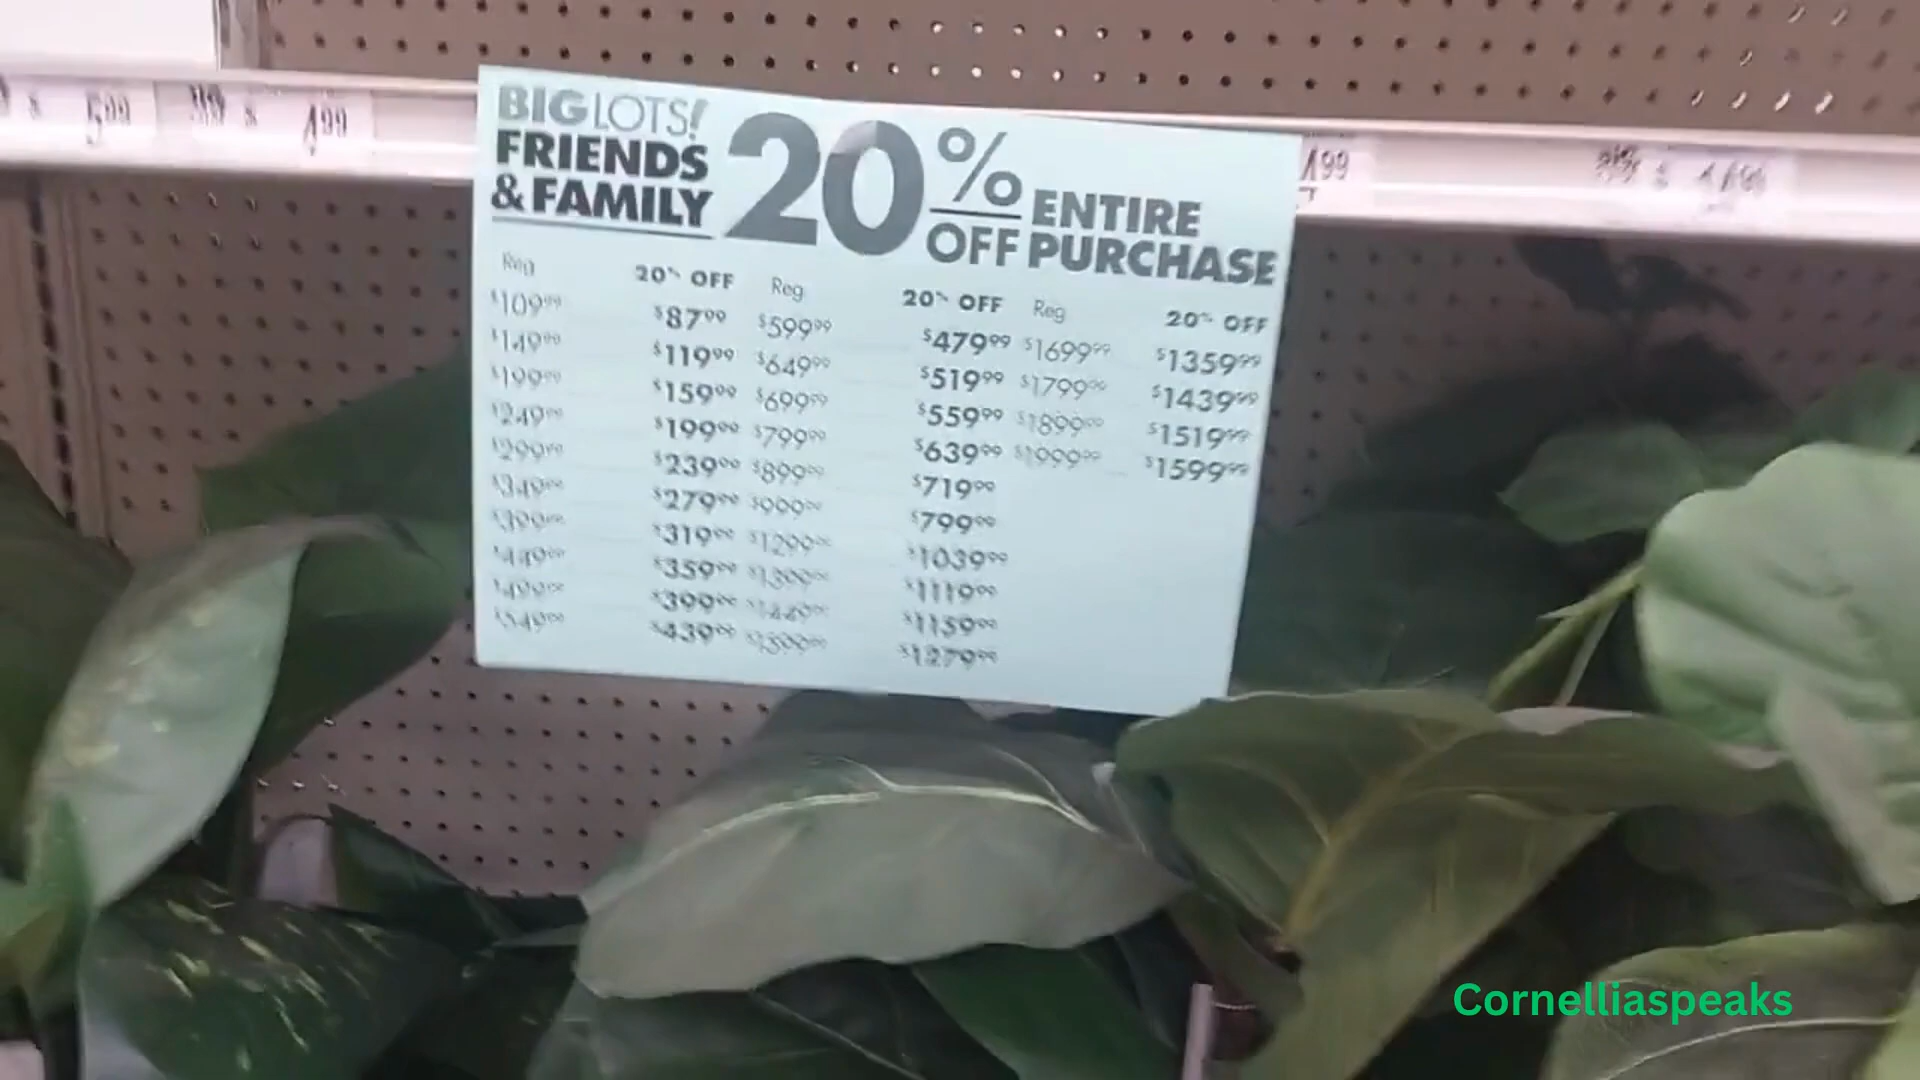 5.99
4.99
BIG LOTS!
FRIENDS
& FAMILY
20% OFF
ENTIRE
PURCHASE
Reg 20% OFF Reg 20% OFF Reg 20% OFF
$109.99 $87.99 $599.99 $479.99 $1699.99 $1359.99
$149.99 $119.99 $649.99 $519.99 $1799.99 $1439.99
$199.99 $159.99 $699.99 $559.99 $1899.99 $1519.99
$249.99 $199.99 $799.99 $639.99 $1999.99 $1599.99
$299.99 $239.99 $899.99 $719.99
$349.99 $279.99 $999.99 $799.99
$399.99 $319.99 $1299.99 $1039.99
$449.99 $359.99 $1399.99 $1119.99
$499.99 $399.99 $1449.99 $1159.99
$549.99 $439.99 $1599.99 $1279.99
Cornelliaspeaks